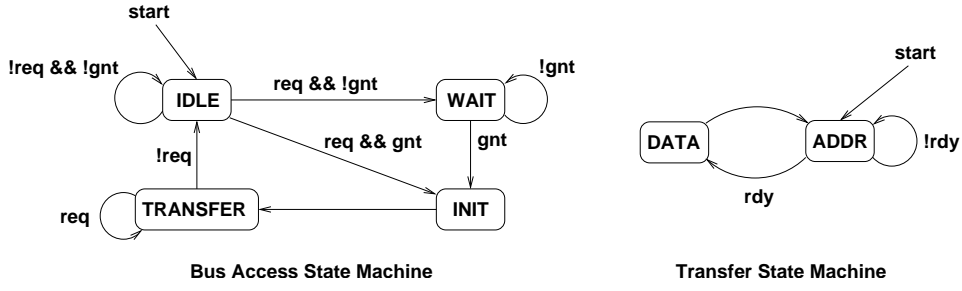 start
!req && !gnt
IDLE
req && !gnt
WAIT
!gnt
req && gnt
gnt
!req
TRANSFER
req
INIT
Bus Access State Machine
start
DATA
ADDR
!rdy
rdy
Transfer State Machine